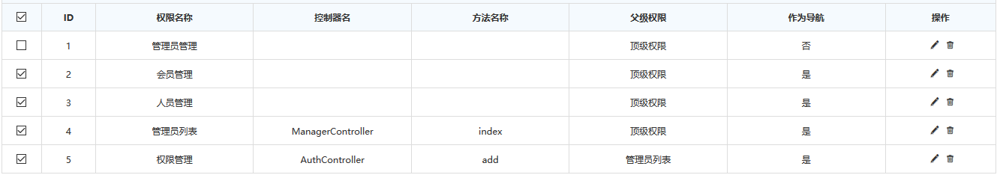 ID 权限名称 控制器名 方法名称 父级权限 作为导航 操作
1 管理员管理 顶级权限 否
2 会员管理 顶级权限 是
3 人员管理 顶级权限 是
4 管理员列表 ManagerController index 顶级权限 是
5 权限管理 AuthController add 管理员列表 是